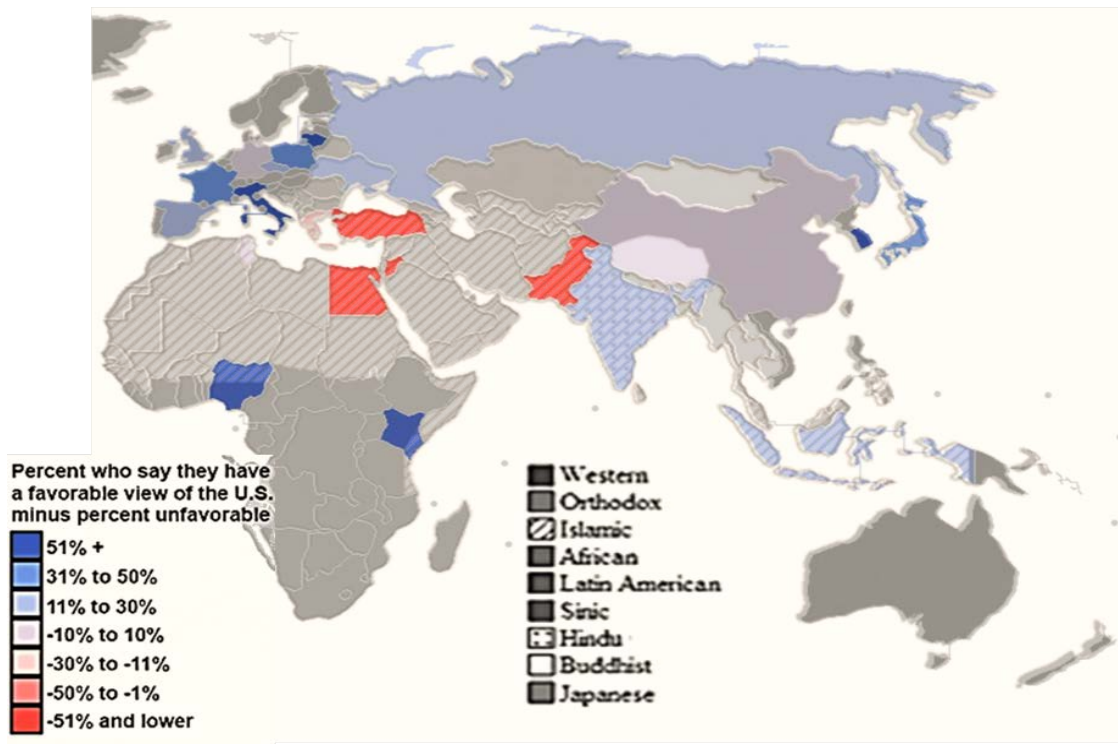 Percent who say they have
a favorable view of the U.S.
minus percent unfavorable
51% +
31% to 50%
11% to 30%
-10% to 10%
-30% to -11%
-50% to -1%
-51% and lower
Western
Orthodox
Islamic
African
Latin American
Sinic
Hindu
Buddhist
Japanese